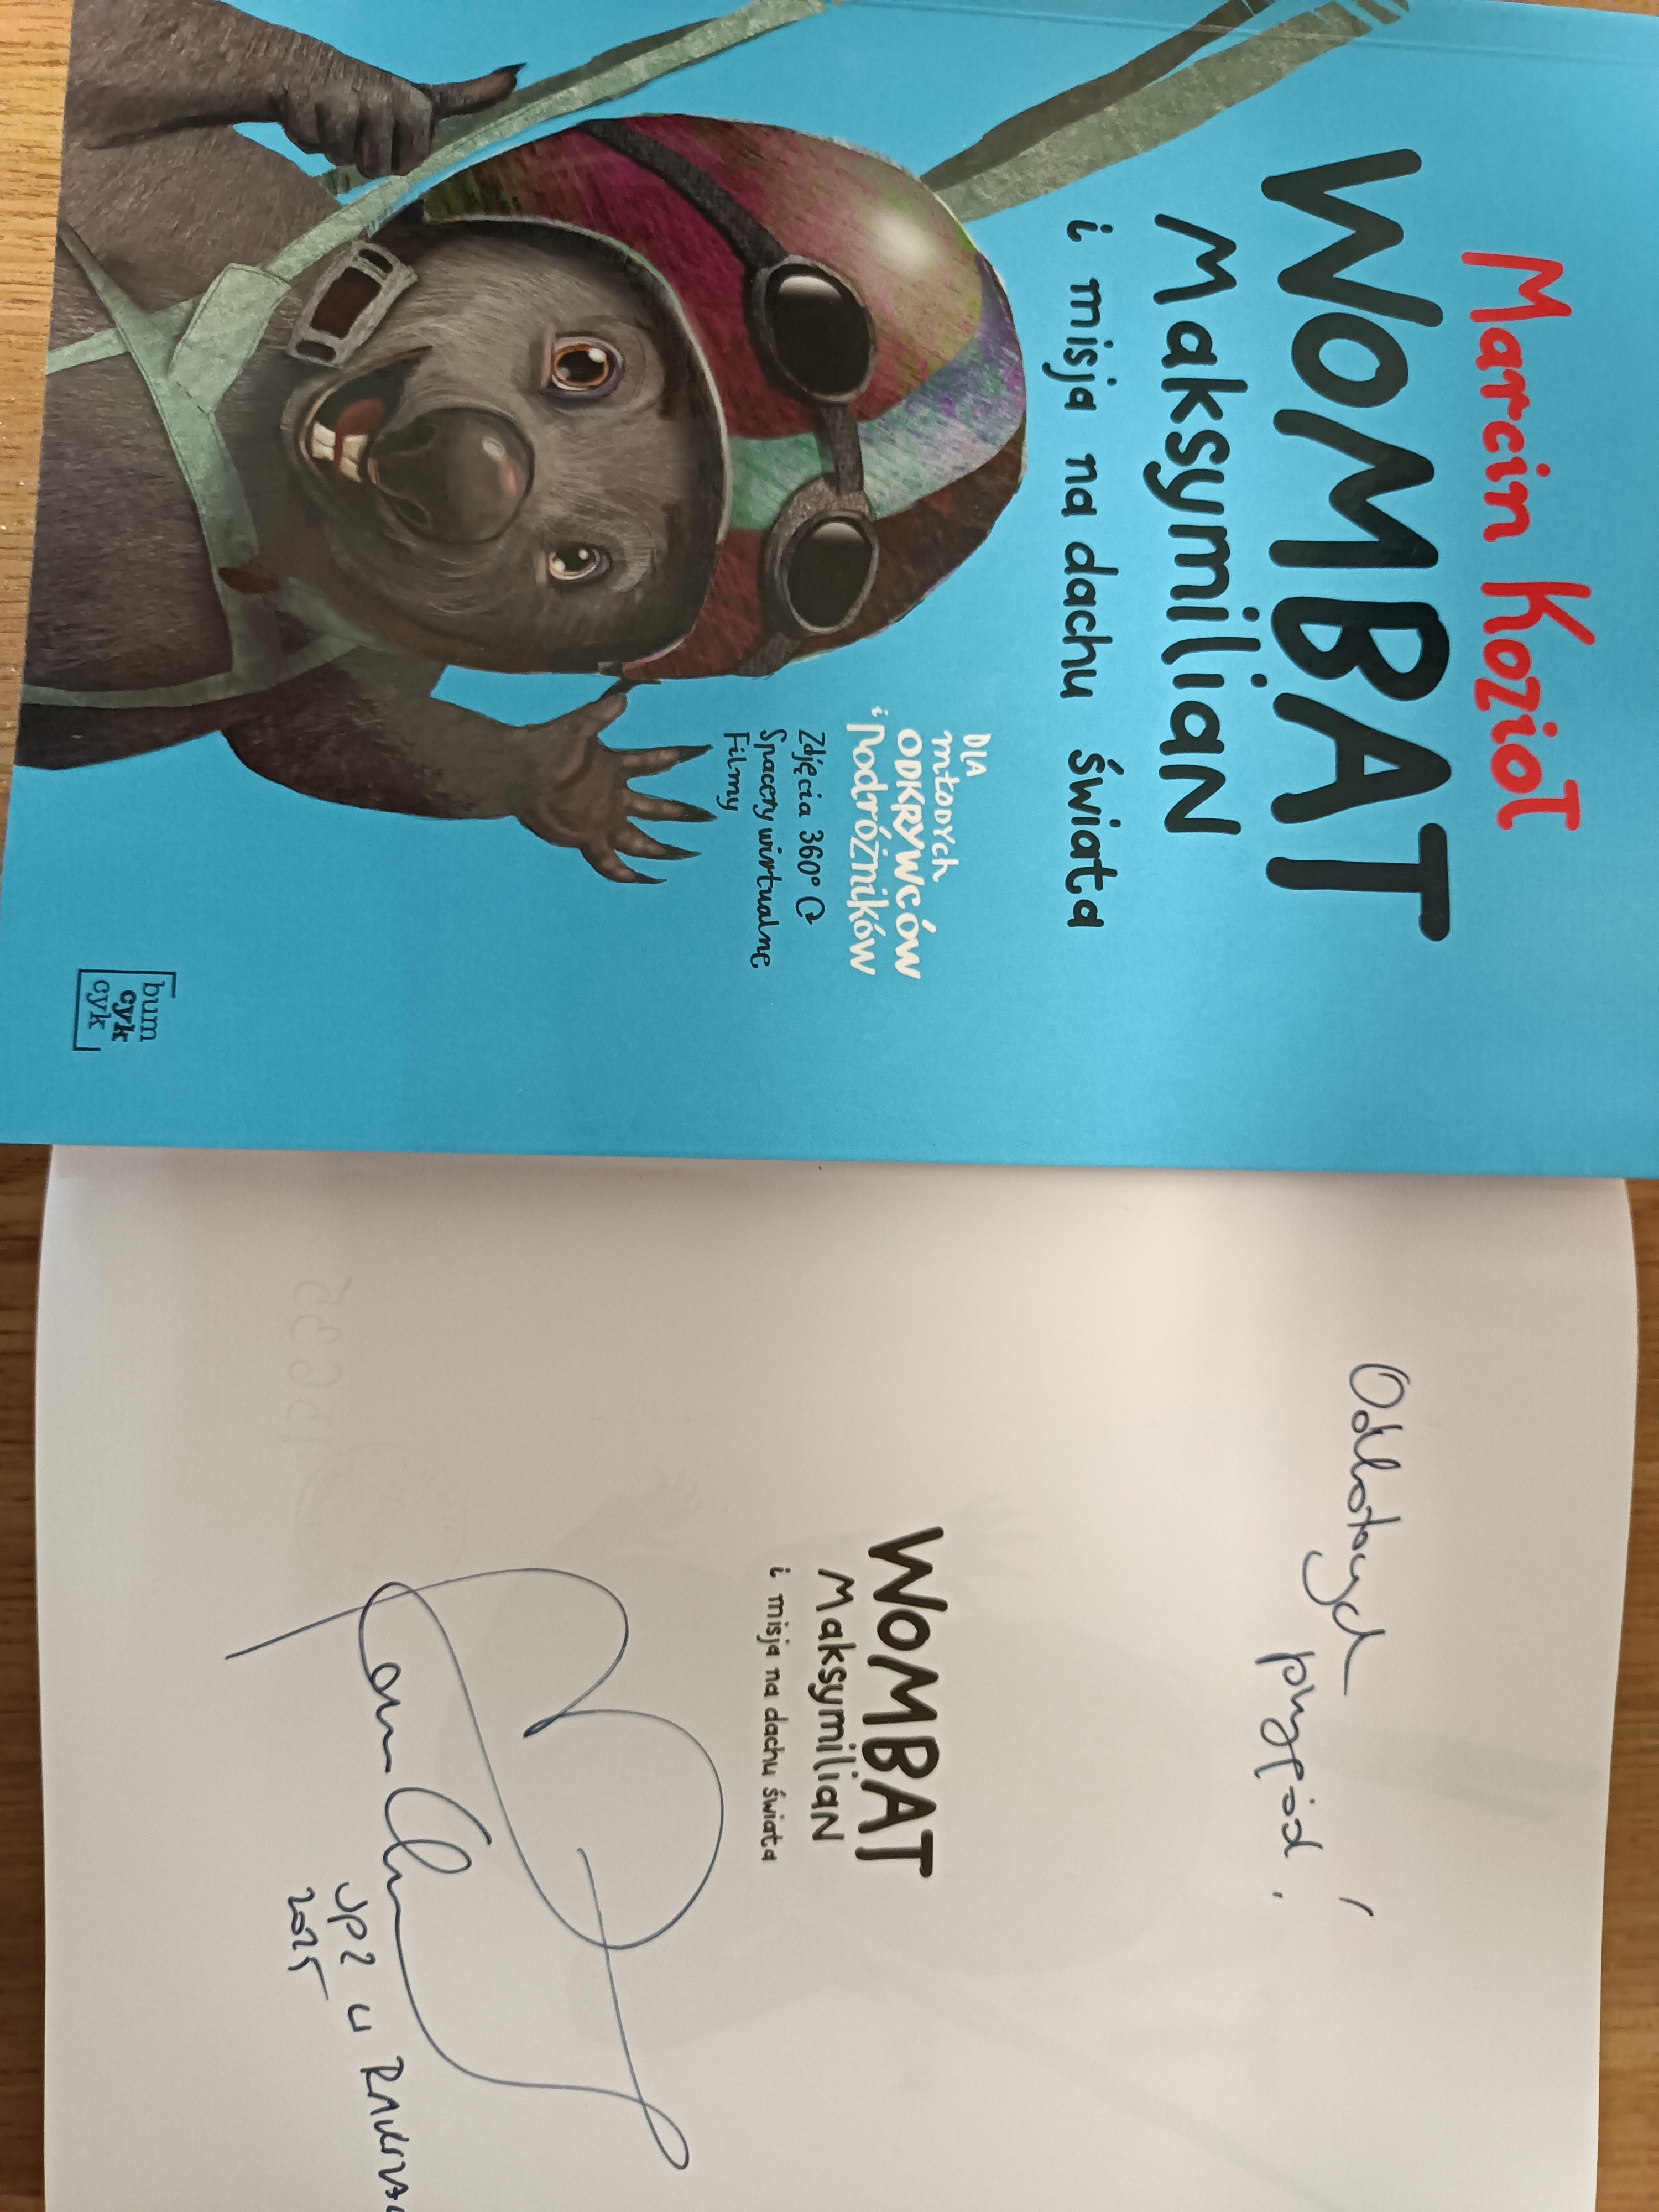 Marcin Kozioł
WOMBAT
Maksymilian
i misja na dachu świata
DLA
młodych
ODKRYWCÓW
i Podróżników
Zdjęcia 360°
Spacery wirtualne
Filmy
bum
cyk
cyk
Odlotowych
przygód!
WOMBAT
Maksymilian
i misja na dachu świata
JP2 w
2025